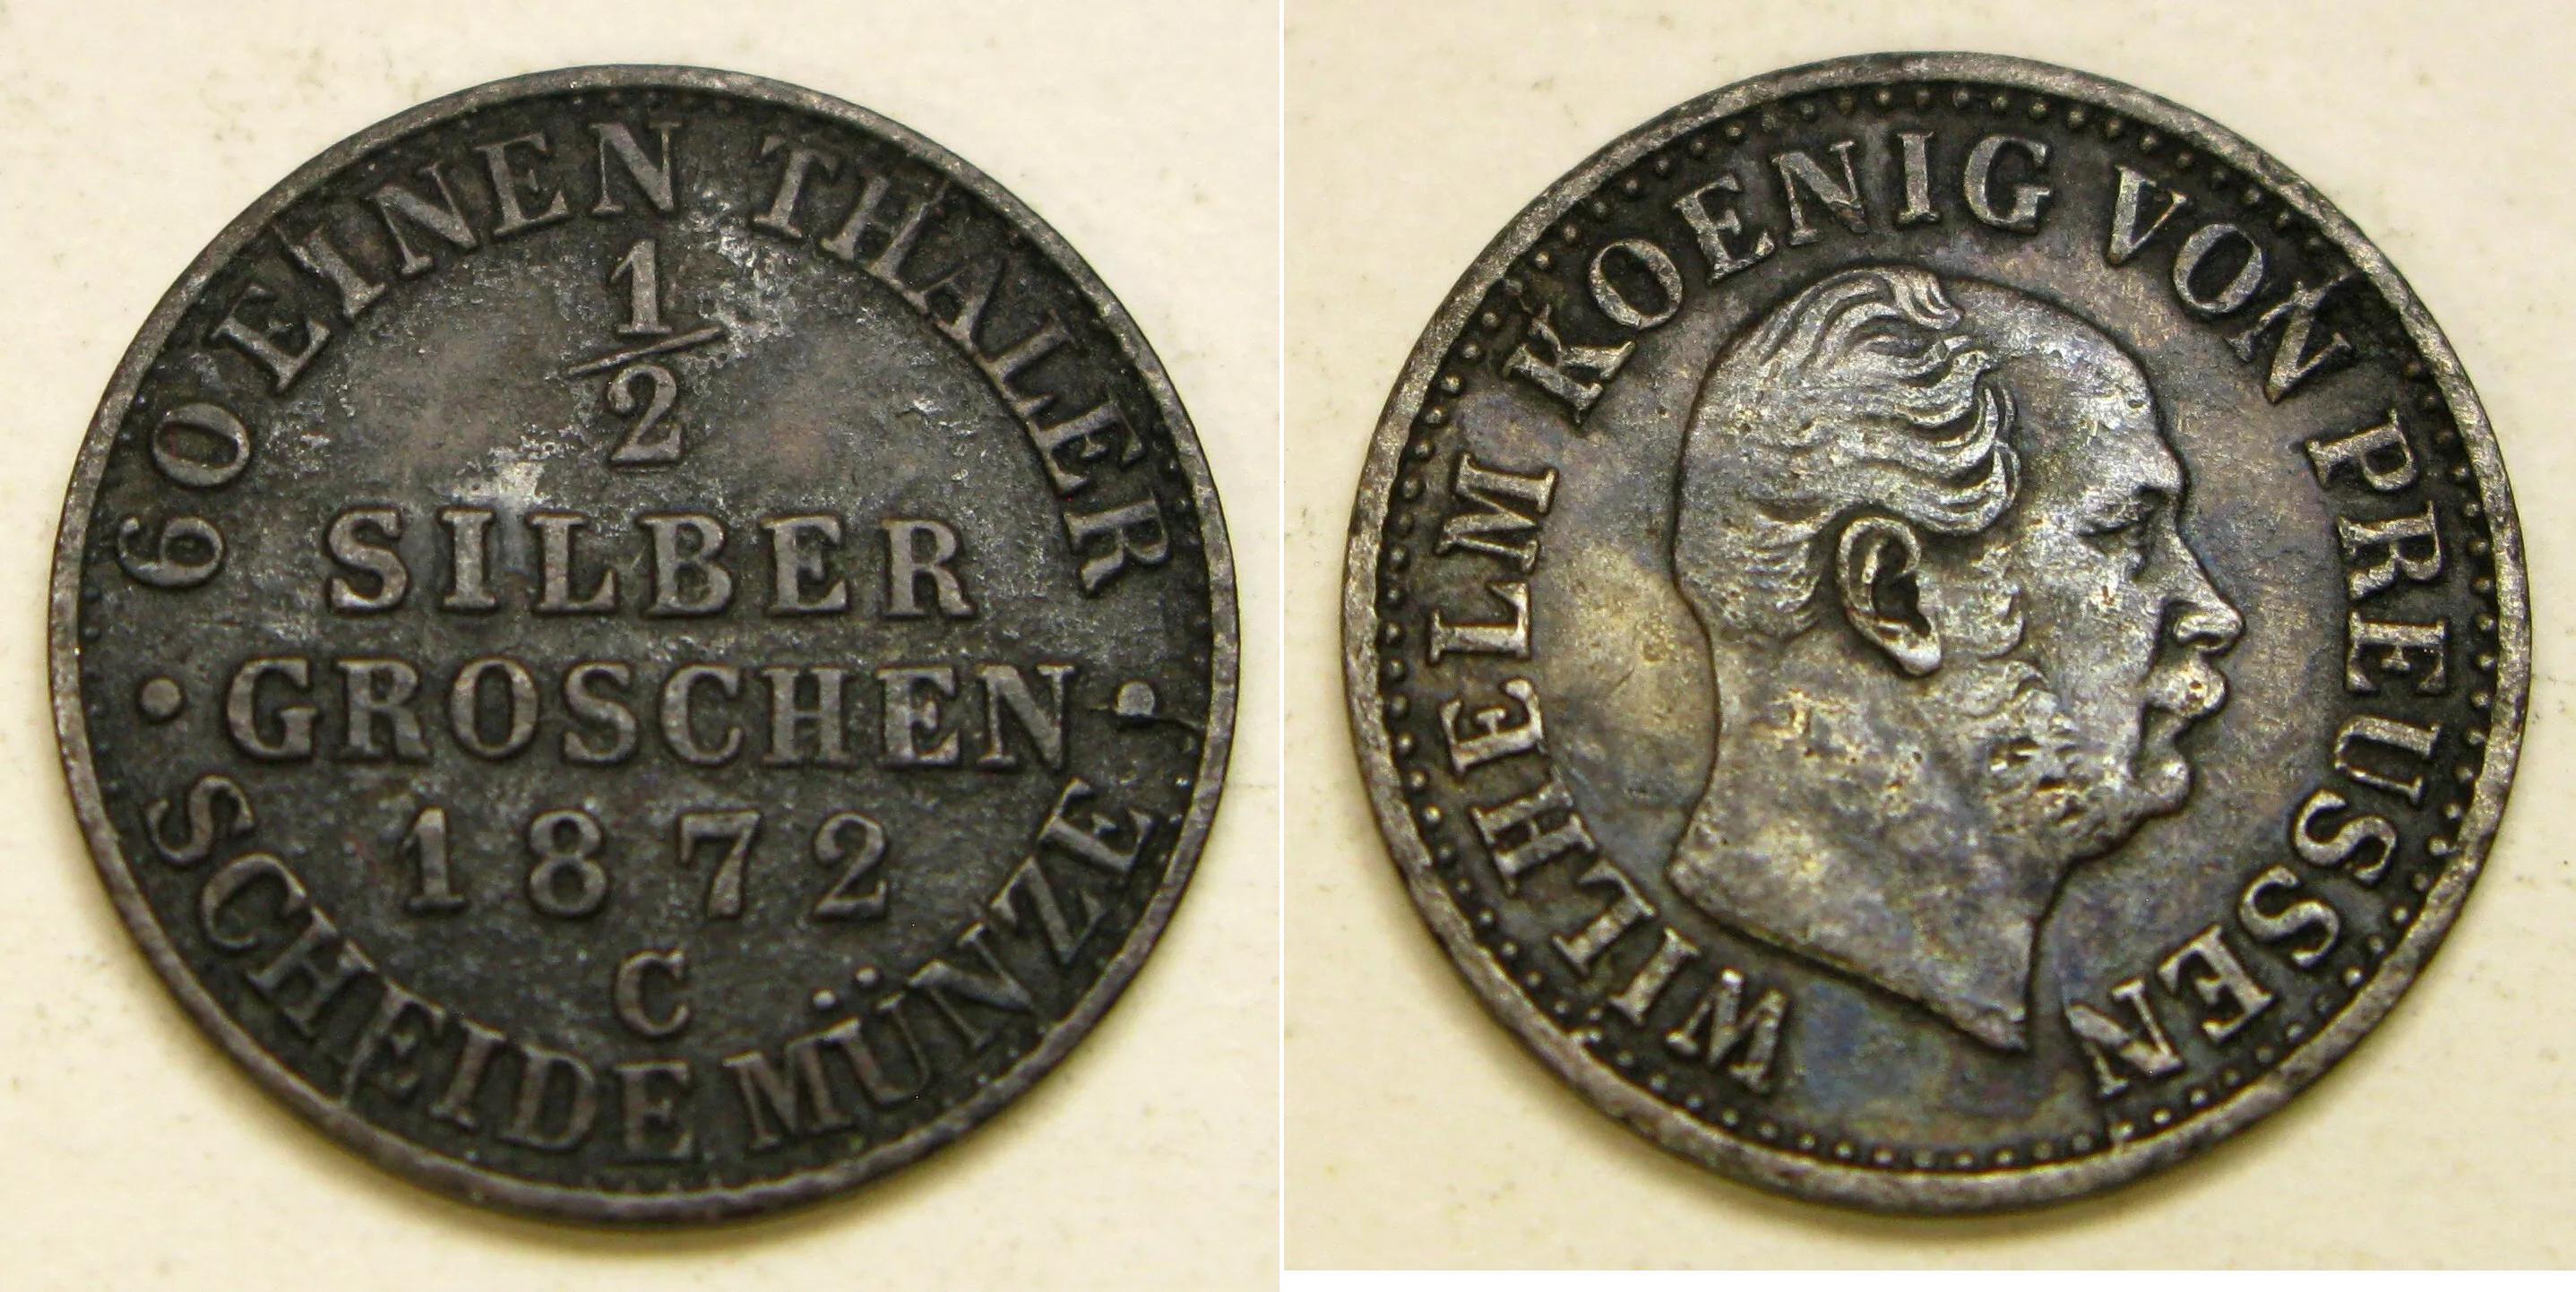 60 EINEN THALER
1/2
SILBER
GROSCHEN
1872
C
SCHEIDE MÜNZE
WILHELM KOENIG VON PREUSSEN